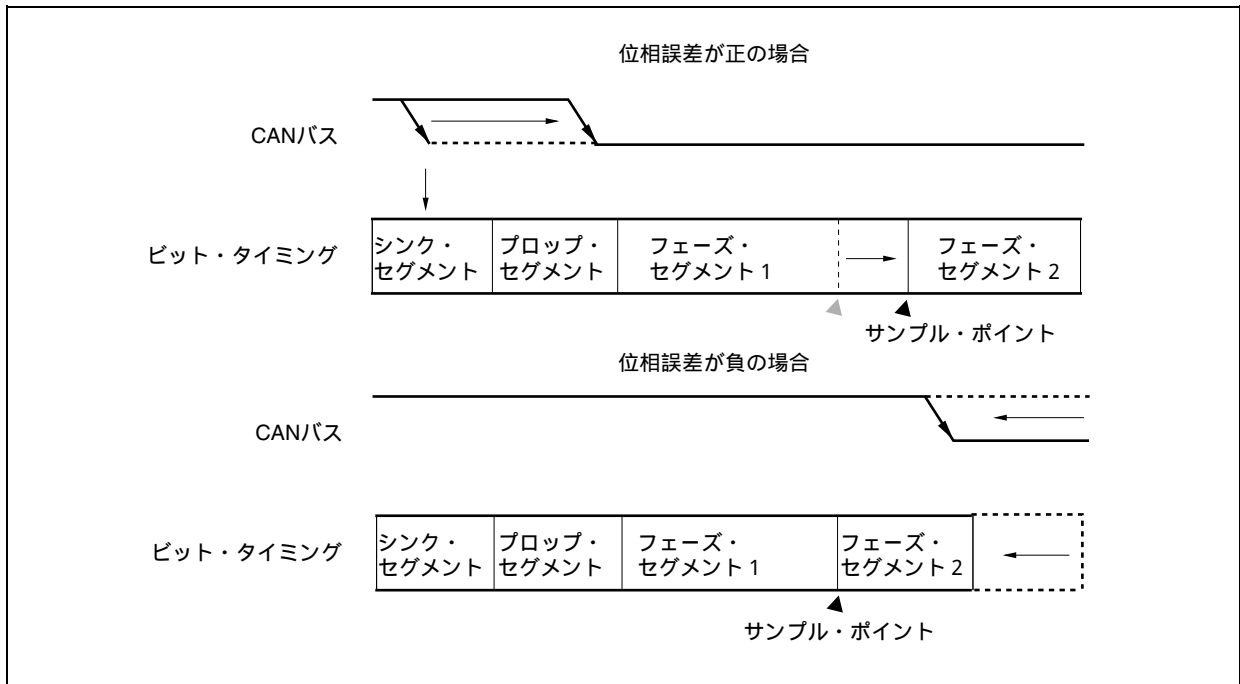 位相誤差が正の場合
CANバス
ビット・タイミング
シンク・
セグメント
プロップ・
セグメント
フェーズ・
セグメント 1
フェーズ・
セグメント 2
サンプル・ポイント
位相誤差が負の場合
CANバス
ビット・タイミング
シンク・
セグメント
プロップ・
セグメント
フェーズ・
セグメント 1
フェーズ・
セグメント 2
サンプル・ポイント